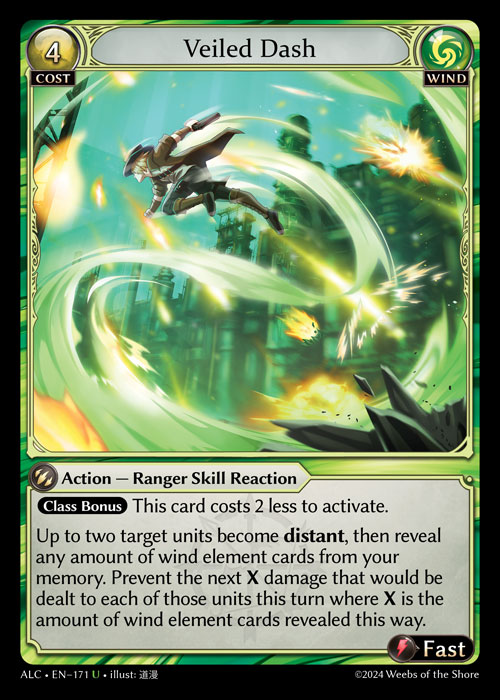 4
COST
Veiled Dash
WIND
Action — Ranger Skill Reaction
Class Bonus This card costs 2 less to activate.
Up to two target units become distant, then reveal
any amount of wind element cards from your
memory. Prevent the next X damage that would be
dealt to each of those units this turn where X is the
amount of wind element cards revealed this way.
Fast
ALC • EN–171 U • illust: 道漫
©2024 Weebs of the Shore